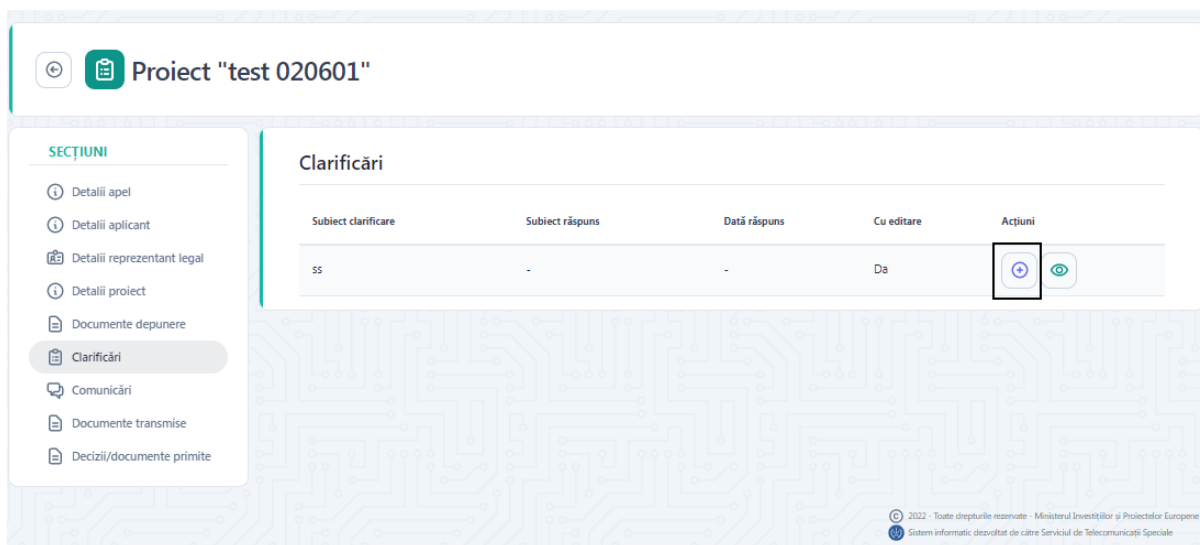 Proiect "test 020601"
SECȚIUNI
Detalii apel
Detalii aplicant
Detalii reprezentant legal
Detalii proiect
Documente depunere
Clarificări
Comunicări
Documente transmise
Decizii/documente primite
Clarificări
Subiect clarificare Subiect răspuns Dată răspuns Cu editare Acțiuni
ss - - Da
© 2022 - Toate drepturile rezervate - Ministerul Investițiilor și Proiectelor Europene
Sistem informatic dezvoltat de către Serviciul de Telecomunicații Speciale